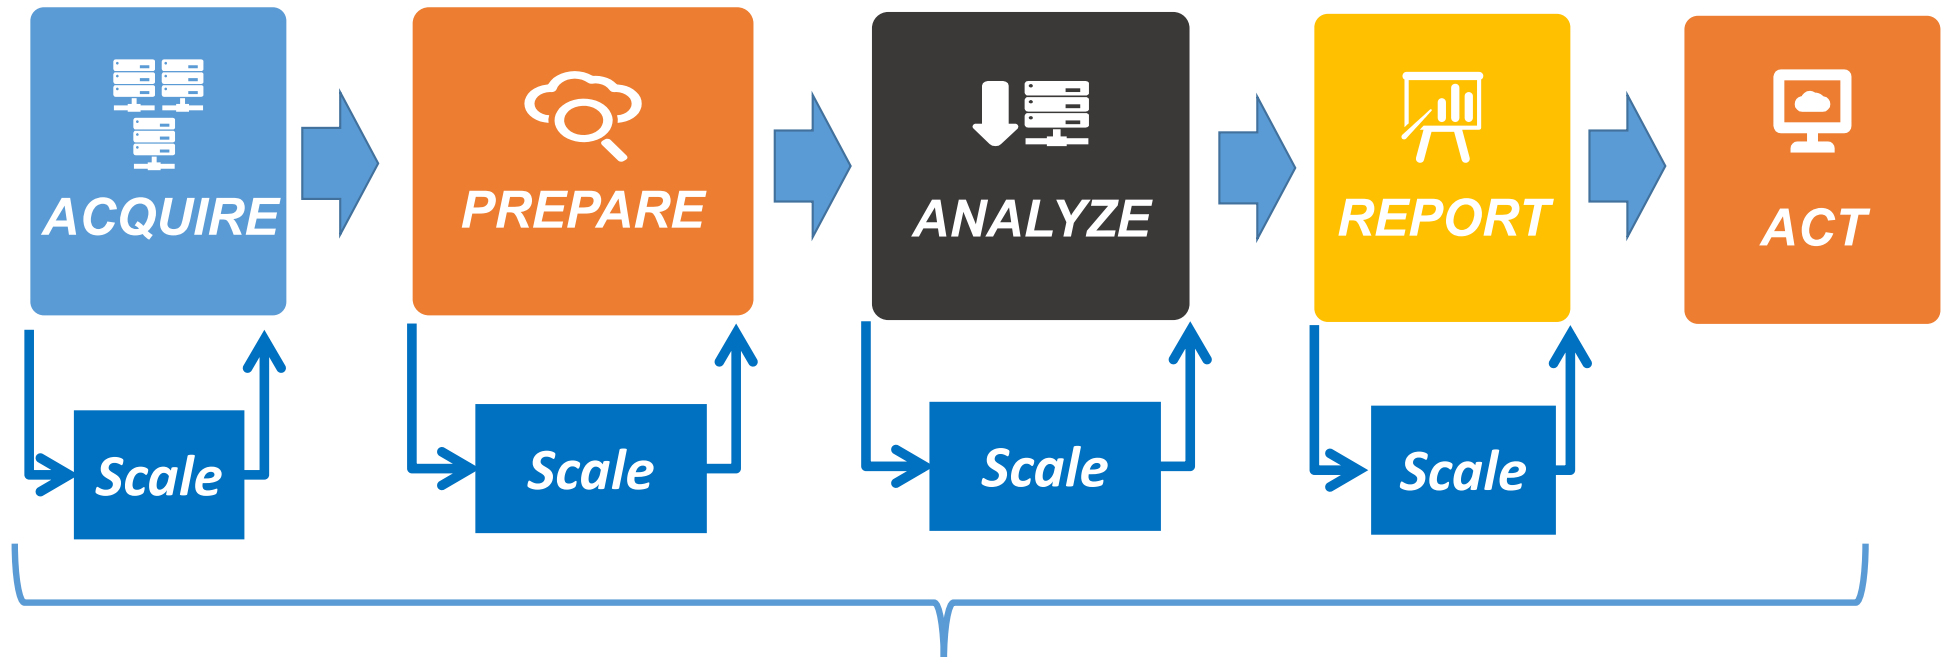 ACQUIRE
PREPARE
ANALYZE
REPORT
ACT
Scale
Scale
Scale
Scale